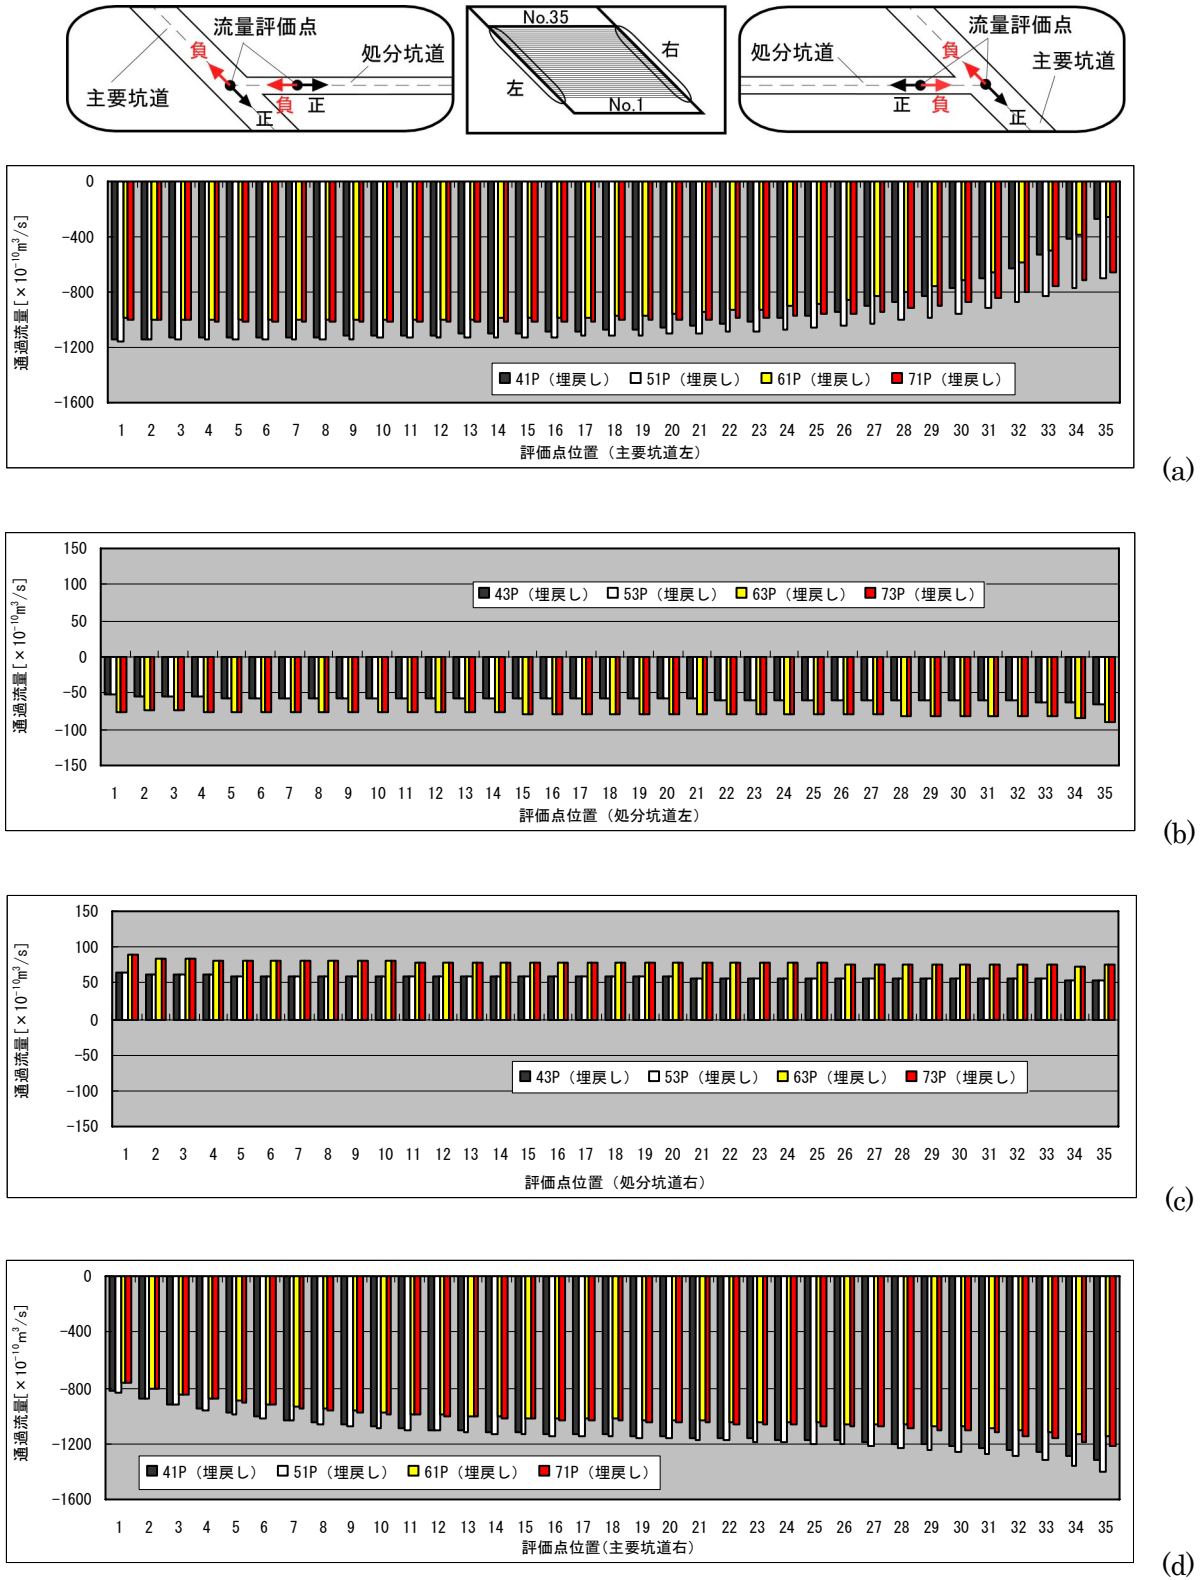 流量評価点
負
処分坑道
主要坑道
負
正
正
No.35
右
左
No.1
流量評価点
処分坑道
負
主要坑道
正
負
正
通過流量[×10⁻¹⁰m³/s]
0
-400
-800
-1200
-1600
41P（埋戻し） 51P（埋戻し） 61P（埋戻し） 71P（埋戻し）
1 2 3 4 5 6 7 8 9 10 11 12 13 14 15 16 17 18 19 20 21 22 23 24 25 26 27 28 29 30 31 32 33 34 35
評価点位置（主要坑道左）
(a)
通過流量[×10⁻¹⁰m³/s]
150
100
50
0
-50
-100
-150
43P（埋戻し） 53P（埋戻し） 63P（埋戻し） 73P（埋戻し）
1 2 3 4 5 6 7 8 9 10 11 12 13 14 15 16 17 18 19 20 21 22 23 24 25 26 27 28 29 30 31 32 33 34 35
評価点位置（処分坑道左）
(b)
通過流量[×10⁻¹⁰m³/s]
150
100
50
0
-50
-100
-150
43P（埋戻し） 53P（埋戻し） 63P（埋戻し） 73P（埋戻し）
1 2 3 4 5 6 7 8 9 10 11 12 13 14 15 16 17 18 19 20 21 22 23 24 25 26 27 28 29 30 31 32 33 34 35
評価点位置（処分坑道右）
(c)
通過流量[×10⁻¹⁰m³/s]
0
-400
-800
-1200
-1600
41P（埋戻し） 51P（埋戻し） 61P（埋戻し） 71P（埋戻し）
1 2 3 4 5 6 7 8 9 10 11 12 13 14 15 16 17 18 19 20 21 22 23 24 25 26 27 28 29 30 31 32 33 34 35
評価点位置(主要坑道右)
(d)